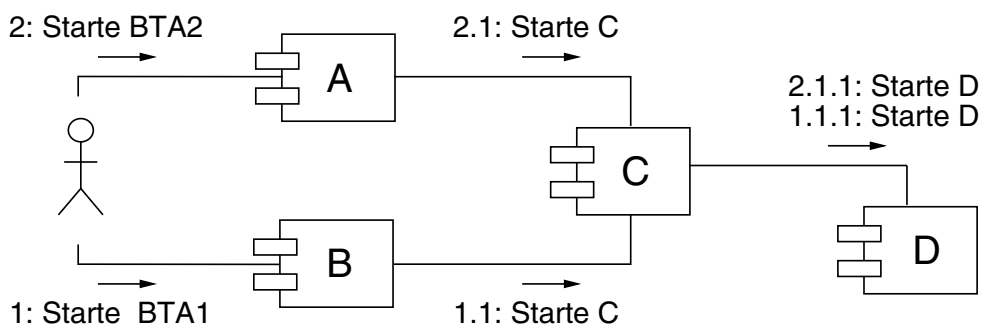 2: Starte BTA2
2.1: Starte C
A
2.1.1: Starte D
1.1.1: Starte D
C
B
D
1: Starte BTA1
1.1: Starte C